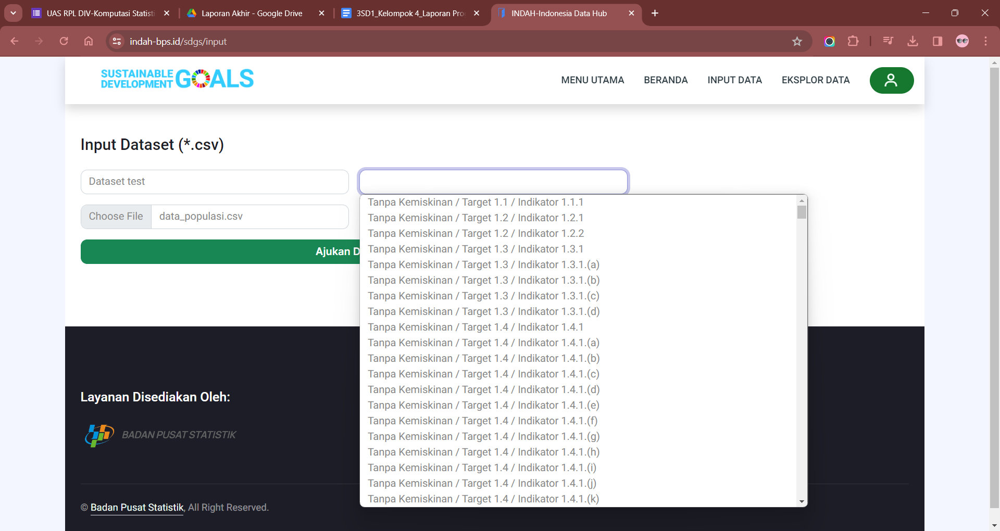 UAS RPL DIV-Komputasi Statist
Laporan Akhir - Google Drive
3SD1_Kelompok 4_Laporan Pro
INDAH-Indonesia Data Hub
indah-bps.id/sdgs/input
SUSTAINABLE
DEVELOPMENT
GOALS
MENU UTAMA
BERANDA
INPUT DATA
EKSPLOR DATA
Input Dataset (*.csv)
Dataset test
Choose File
data_populasi.csv
Ajukan D
Tanpa Kemiskinan / Target 1.1 / Indikator 1.1.1
Tanpa Kemiskinan / Target 1.2 / Indikator 1.2.1
Tanpa Kemiskinan / Target 1.2 / Indikator 1.2.2
Tanpa Kemiskinan / Target 1.3 / Indikator 1.3.1
Tanpa Kemiskinan / Target 1.3 / Indikator 1.3.1.(a)
Tanpa Kemiskinan / Target 1.3 / Indikator 1.3.1.(b)
Tanpa Kemiskinan / Target 1.3 / Indikator 1.3.1.(c)
Tanpa Kemiskinan / Target 1.3 / Indikator 1.3.1.(d)
Tanpa Kemiskinan / Target 1.4 / Indikator 1.4.1
Tanpa Kemiskinan / Target 1.4 / Indikator 1.4.1.(a)
Tanpa Kemiskinan / Target 1.4 / Indikator 1.4.1.(b)
Tanpa Kemiskinan / Target 1.4 / Indikator 1.4.1.(c)
Tanpa Kemiskinan / Target 1.4 / Indikator 1.4.1.(d)
Tanpa Kemiskinan / Target 1.4 / Indikator 1.4.1.(e)
Tanpa Kemiskinan / Target 1.4 / Indikator 1.4.1.(f)
Tanpa Kemiskinan / Target 1.4 / Indikator 1.4.1.(g)
Tanpa Kemiskinan / Target 1.4 / Indikator 1.4.1.(h)
Tanpa Kemiskinan / Target 1.4 / Indikator 1.4.1.(i)
Tanpa Kemiskinan / Target 1.4 / Indikator 1.4.1.(j)
Tanpa Kemiskinan / Target 1.4 / Indikator 1.4.1.(k)
Layanan Disediakan Oleh:
BADAN PUSAT STATISTIK
© Badan Pusat Statistik, All Right Reserved.